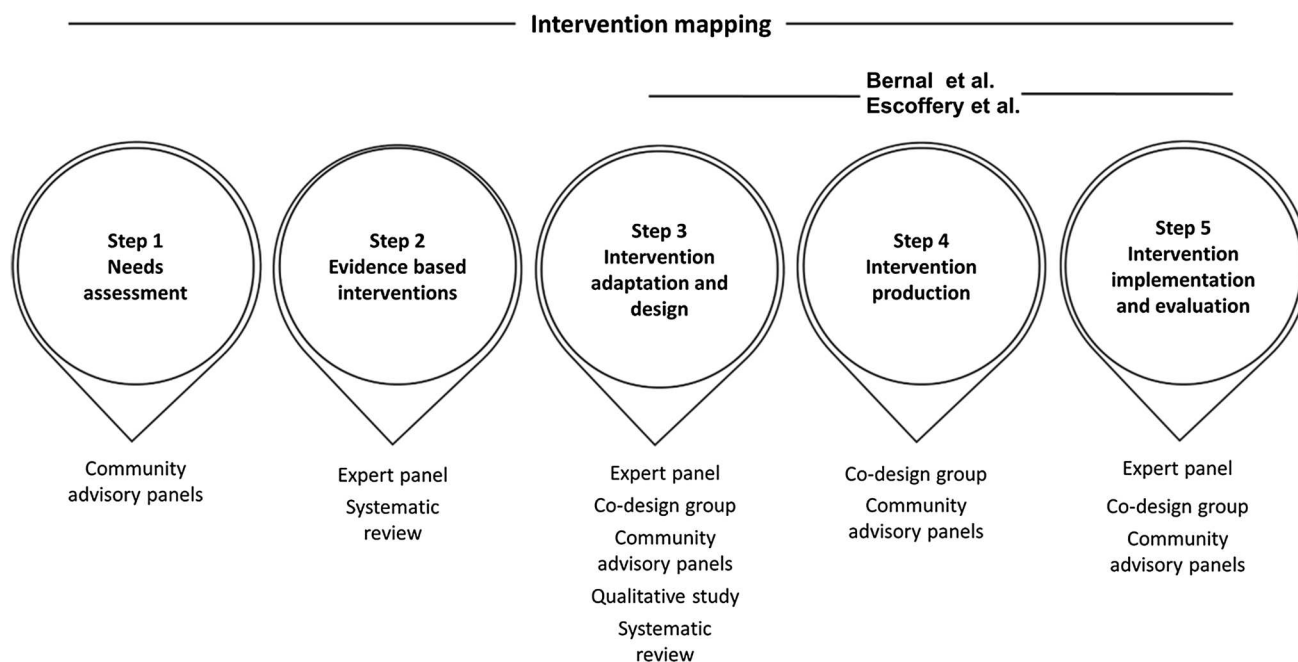 Intervention mapping
Bernal et al.
Escoffery et al.
Step 1
Needs
assessment
Step 2
Evidence based
interventions
Step 3
Intervention
adaptation and
design
Step 4
Intervention
production
Step 5
Intervention
implementation
and evaluation
Community
advisory panels
Expert panel
Systematic
review
Expert panel
Co-design group
Community
advisory panels
Qualitative study
Systematic
review
Co-design group
Community
advisory panels
Expert panel
Co-design group
Community
advisory panels